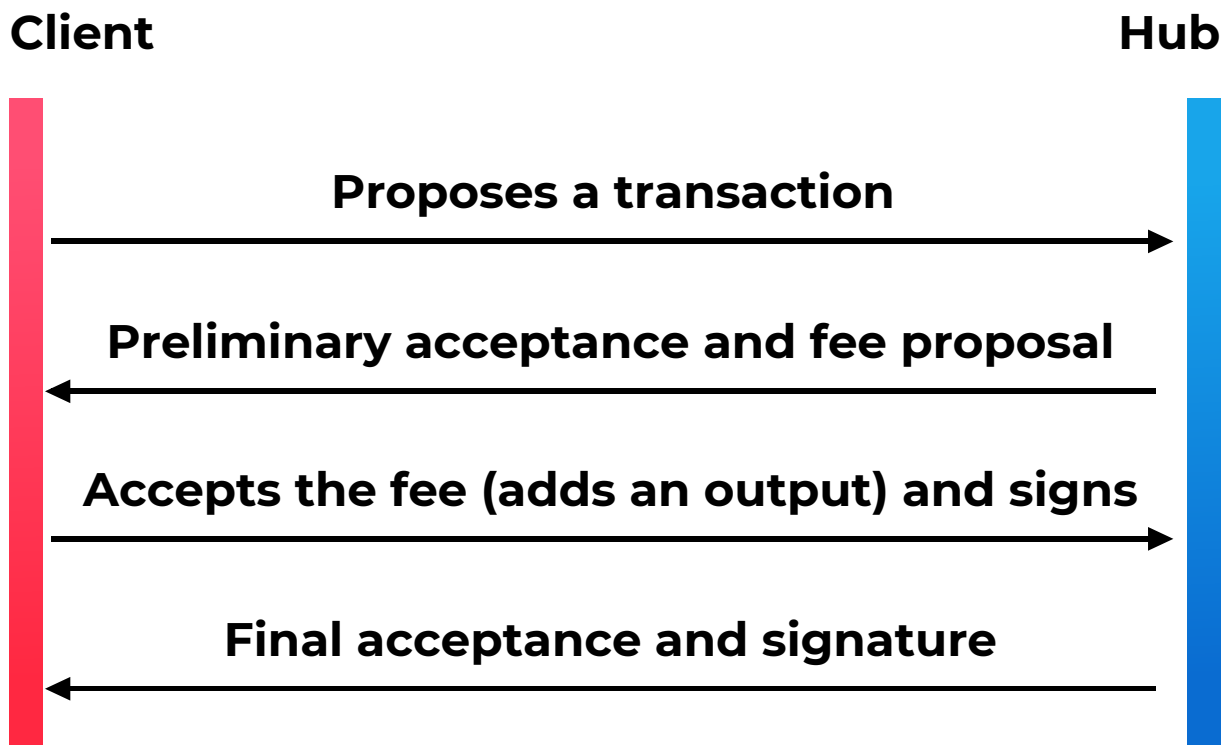 Client
Hub
Proposes a transaction
Preliminary acceptance and fee proposal
Accepts the fee (adds an output) and signs
Final acceptance and signature